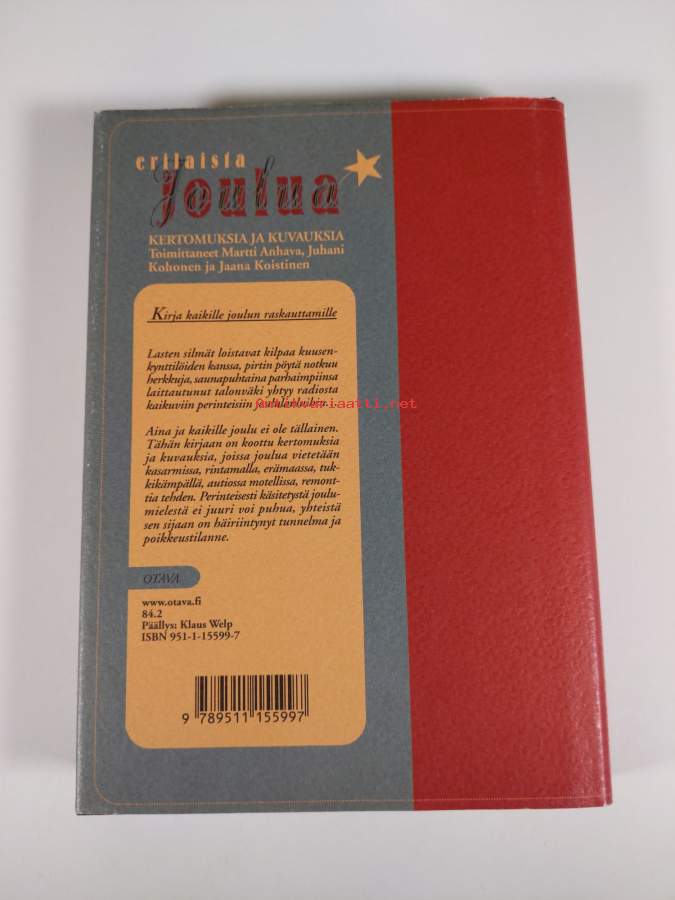 erilaista
Joulua
KERTOMUKSIA JA KUVAUKSIA
Toimittaneet Martti Anhava, Juhani
Kohonen ja Jaana Koistinen
Kirja kaikille joulun raskauttamille
Lasten silmät loistavat kilpaa kuusen-
kynttilöiden kanssa, pirtin pöytä notkuu
herkkuja, saunapuhtaina parhaimpiinsa
laittautunut talonväki yhtyy radiosta
kaikuviin perinteisiin joululauluihin...
Antikvariaatti.net
Aina ja kaikille joulu ei ole tällainen.
Tähän kirjaan on koottu kertomuksia
ja kuvauksia, joissa joulua vietetään
kasarmissa, rintamalla, erämaassa, tuk-
kikämpällä, autiossa motellissa, remont-
tia tehden. Perinteisesti käsitetystä joulu-
mielestä ei juuri voi puhua, yhteistä
sen sijaan on häiriintynyt tunnelma ja
poikkeustilanne.
OTAVA
www.otava.fi
84.2
Päällys: Klaus Welp
ISBN 951-1-15599-7
9 789511 155997